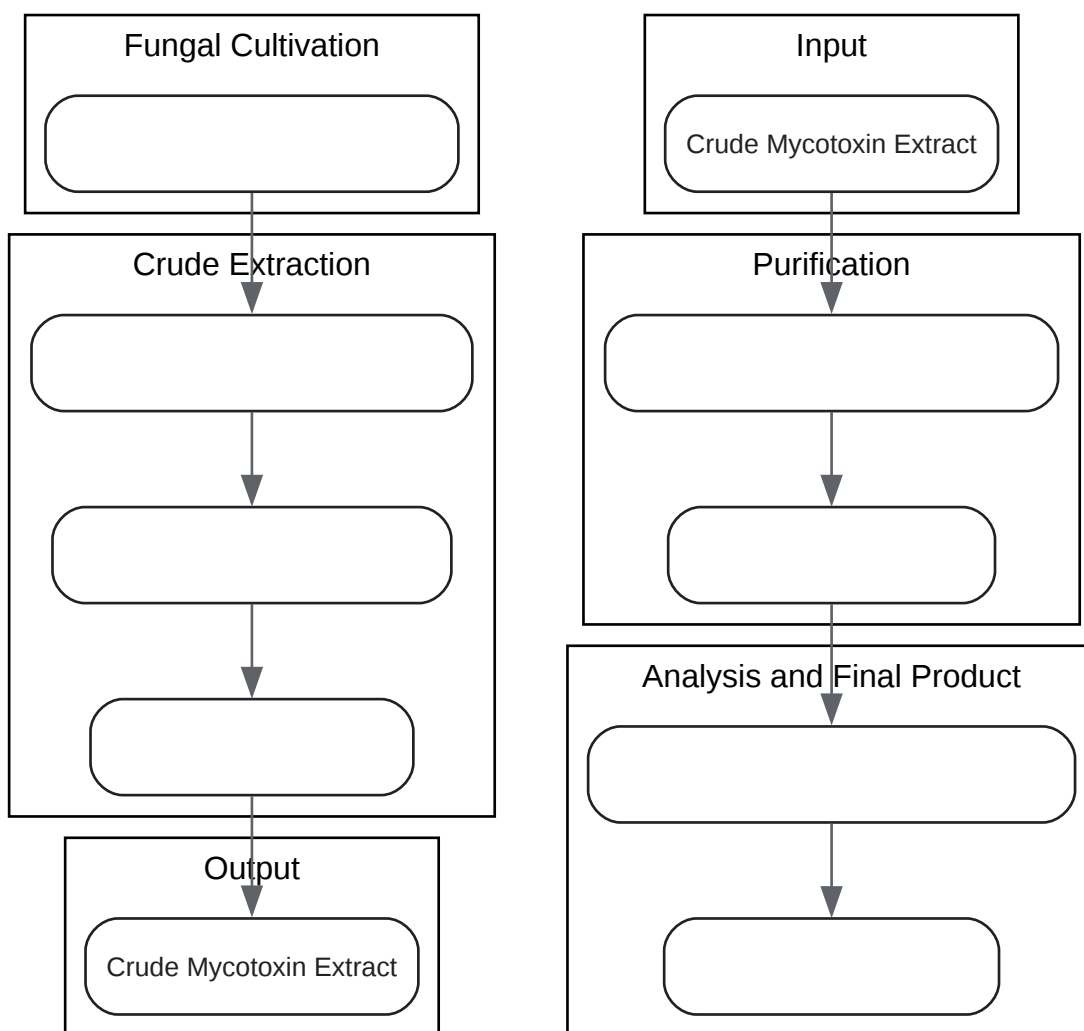 Fungal Cultivation
Crude Extraction
Output
Crude Mycotoxin Extract
Input
Crude Mycotoxin Extract
Purification
Analysis and Final Product